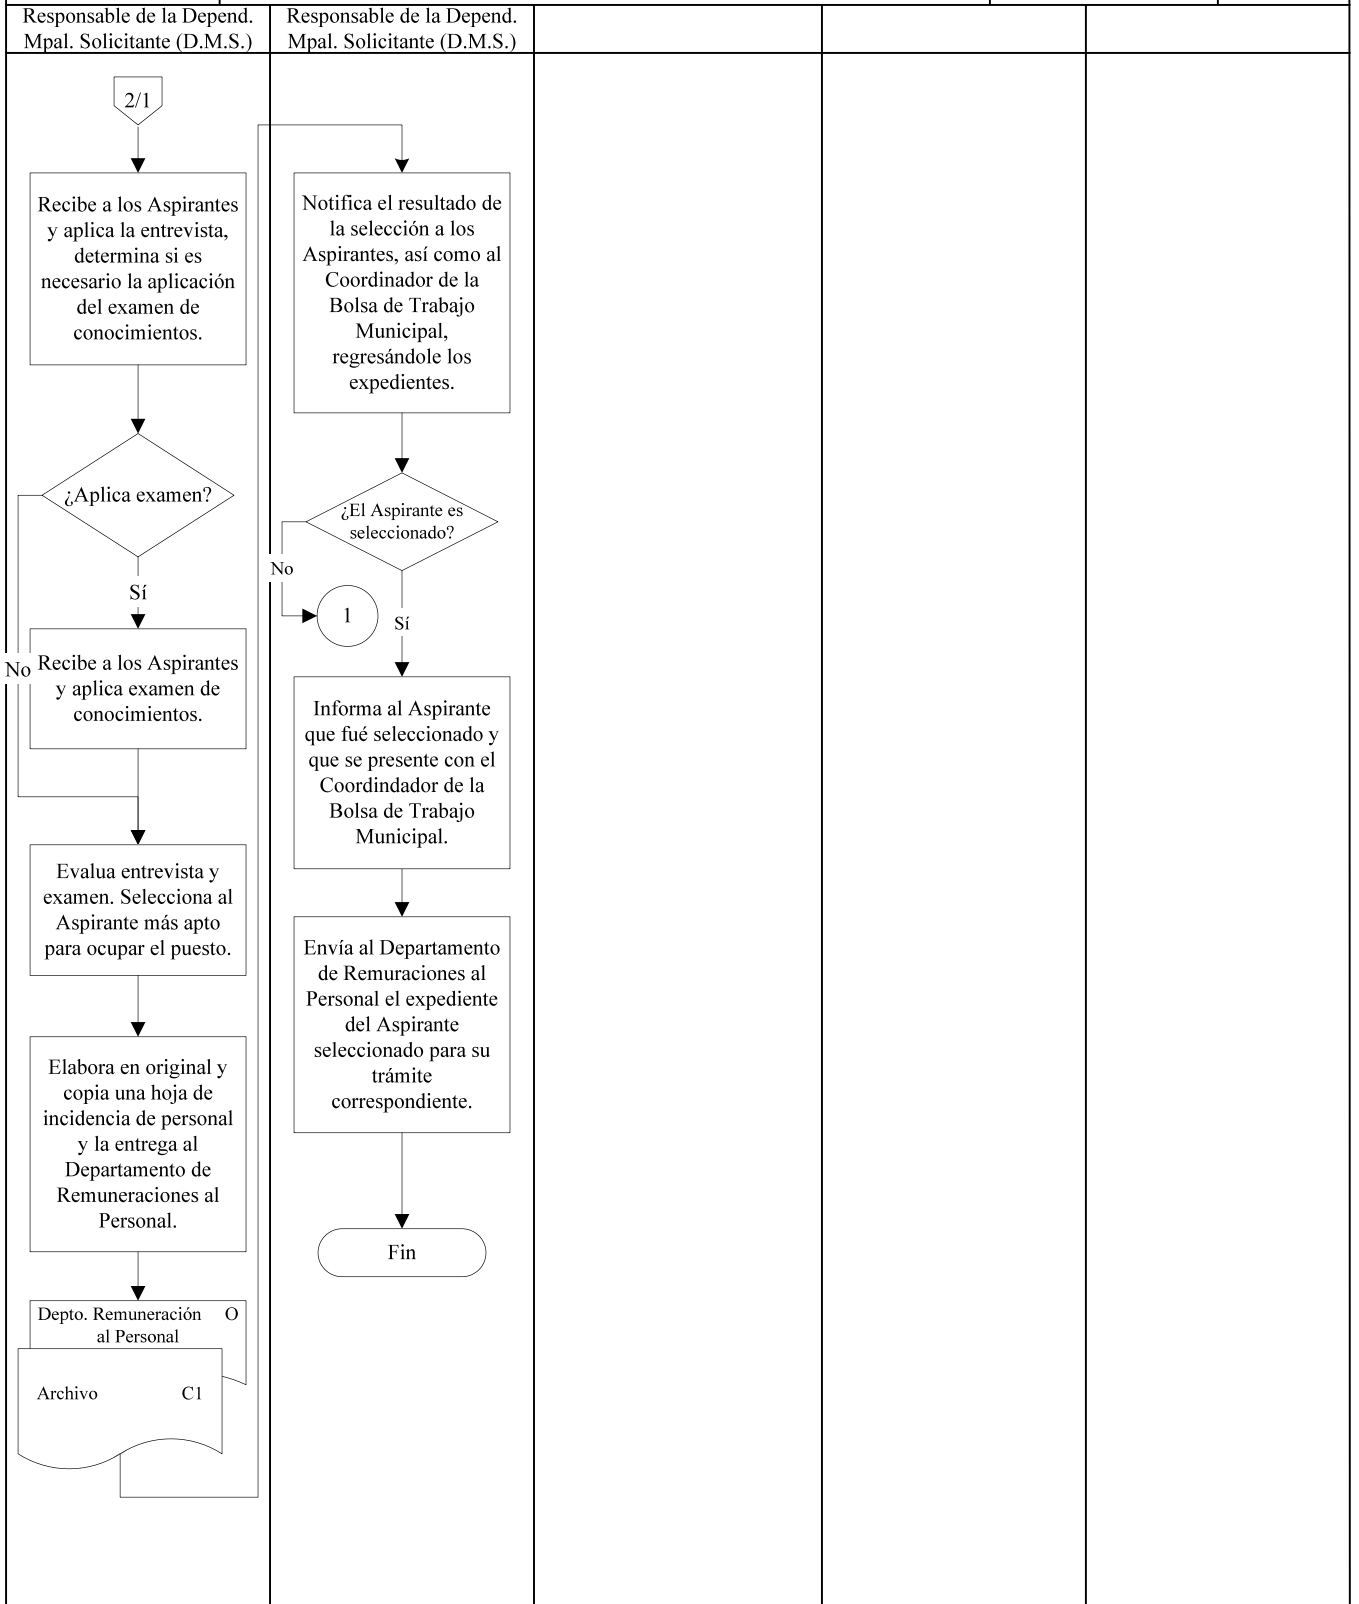 Responsable de la Depend.
Mpal. Solicitante (D.M.S.)
Responsable de la Depend.
Mpal. Solicitante (D.M.S.)
2/1
Recibe a los Aspirantes
y aplica la entrevista,
determina si es
necesario la aplicación
del examen de
conocimientos.
¿Aplica examen?
Sí
No
Recibe a los Aspirantes
y aplica examen de
conocimientos.
Evalua entrevista y
examen. Selecciona al
Aspirante más apto
para ocupar el puesto.
Elabora en original y
copia una hoja de
incidencia de personal
y la entrega al
Departamento de
Remuneraciones al
Personal.
Depto. Remuneración O
al Personal
Archivo C1
Notifica el resultado de
la selección a los
Aspirantes, así como al
Coordinador de la
Bolsa de Trabajo
Municipal,
regresándole los
expedientes.
¿El Aspirante es
seleccionado?
No
1
Sí
Informa al Aspirante
que fué seleccionado y
que se presente con el
Coordindador de la
Bolsa de Trabajo
Municipal.
Envía al Departamento
de Remuraciones al
Personal el expediente
del Aspirante
seleccionado para su
trámite
correspondiente.
Fin